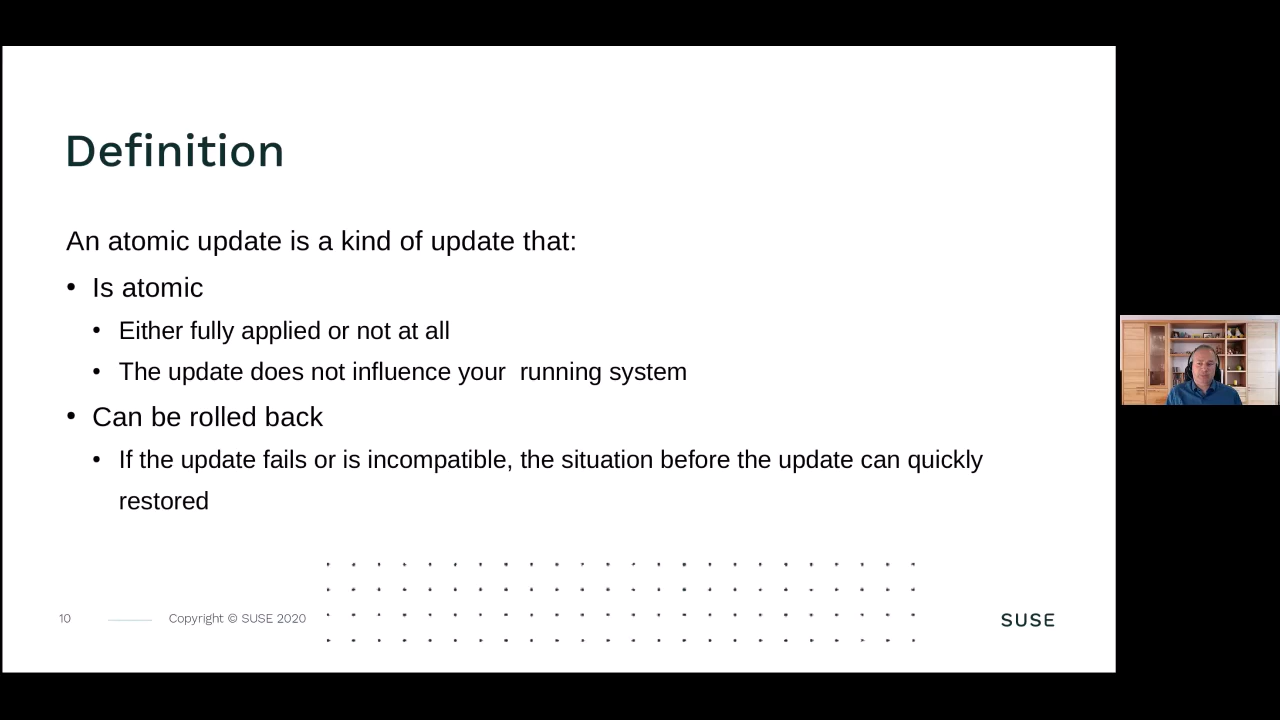 Definition
An atomic update is a kind of update that:
• Is atomic
• Either fully applied or not at all
• The update does not influence your  running system
• Can be rolled back
• If the update fails or is incompatible, the situation before the update can quickly
restored
10
Copyright © SUSE 2020
SUSE